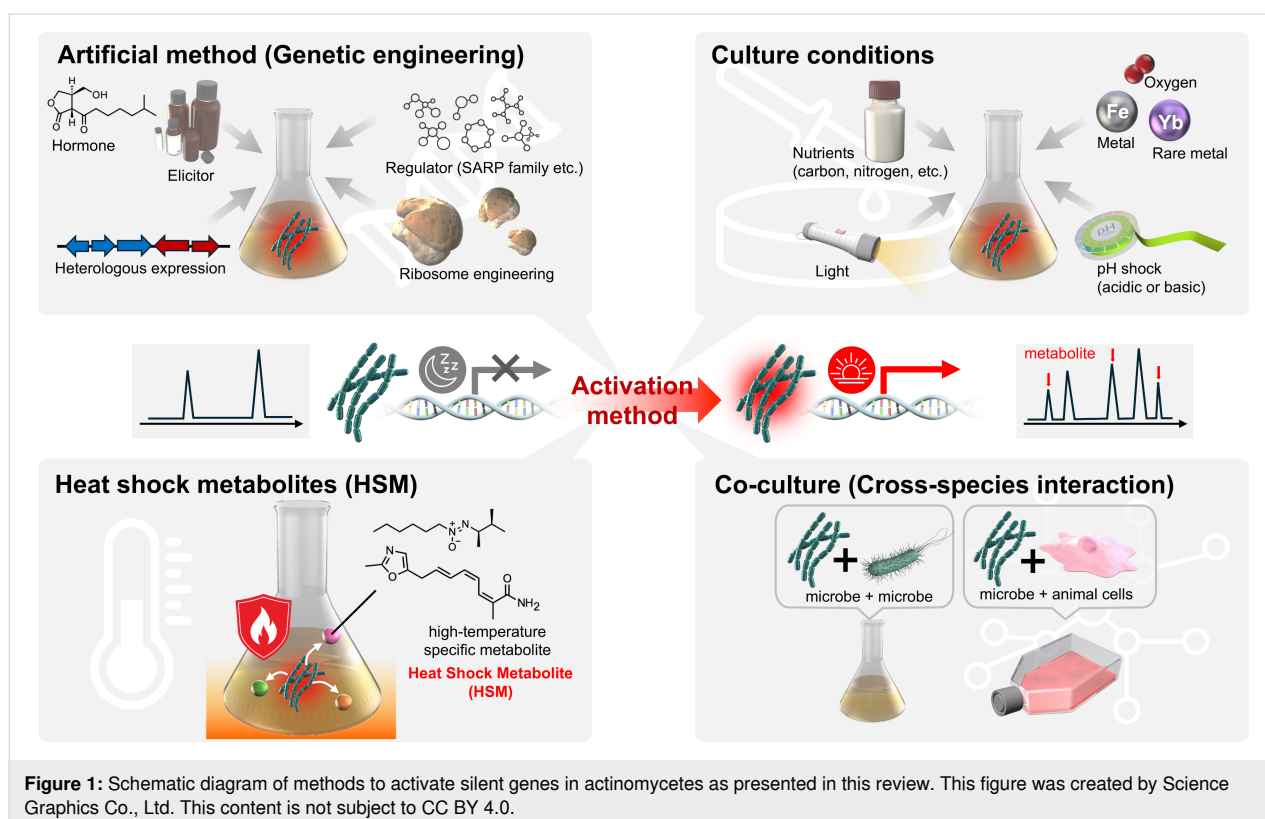 Artificial method (Genetic engineering)
H
OH
O
O
H
O
Hormone
Elicitor
Regulator (SARP family etc.)
Heterologous expression
Ribosome engineering
Culture conditions
Oxygen
Fe
Metal
Yb
Rare metal
Nutrients
(carbon, nitrogen, etc.)
Light
pH
pH shock
(acidic or basic)
Z z
z z
Activation
method
metabolite
Heat shock metabolites (HSM)
N
N+
O−
N
O
O
NH2
high-temperature
specific metabolite
Heat Shock Metabolite
(HSM)
Co-culture (Cross-species interaction)
+
microbe + microbe
+
microbe + animal cells
Figure 1: Schematic diagram of methods to activate silent genes in actinomycetes as presented in this review. This figure was created by Science
Graphics Co., Ltd. This content is not subject to CC BY 4.0.